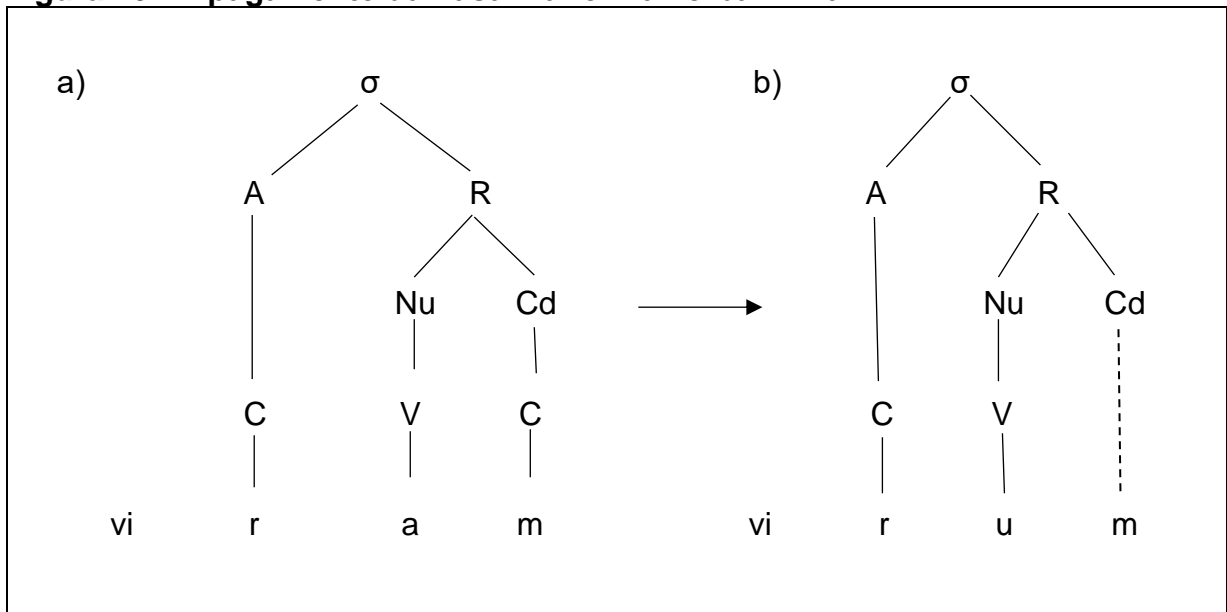 a) σ b) σ
A R A R
Nu Cd Nu Cd
C V C C V
vi r a m vi r u m